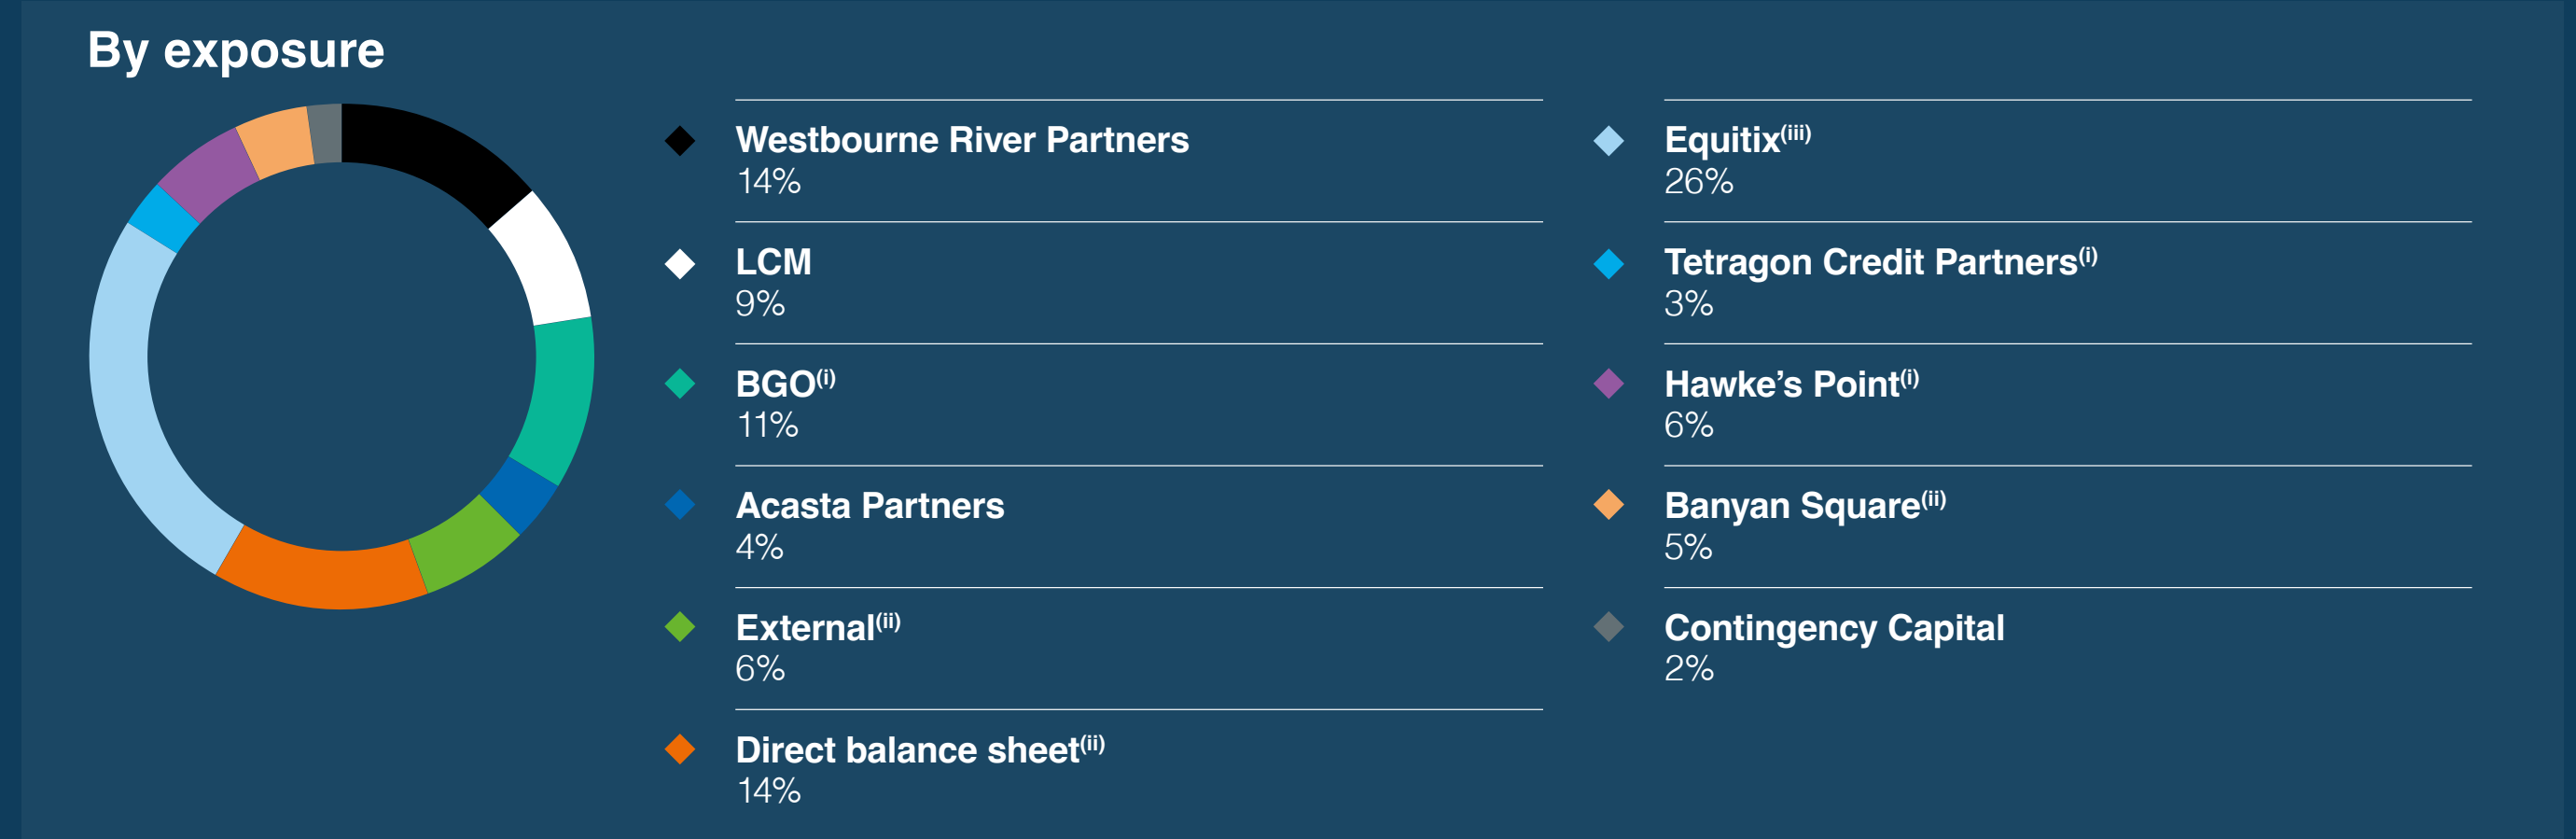 By exposure
Westbourne River Partners
14%
LCM
9%
BGO(i)
11%
Acasta Partners
4%
External(ii)
6%
Direct balance sheet(ii)
14%
Equitix(iii)
26%
Tetragon Credit Partners(i)
3%
Hawke’s Point(i)
6%
Banyan Square(ii)
5%
Contingency Capital
2%